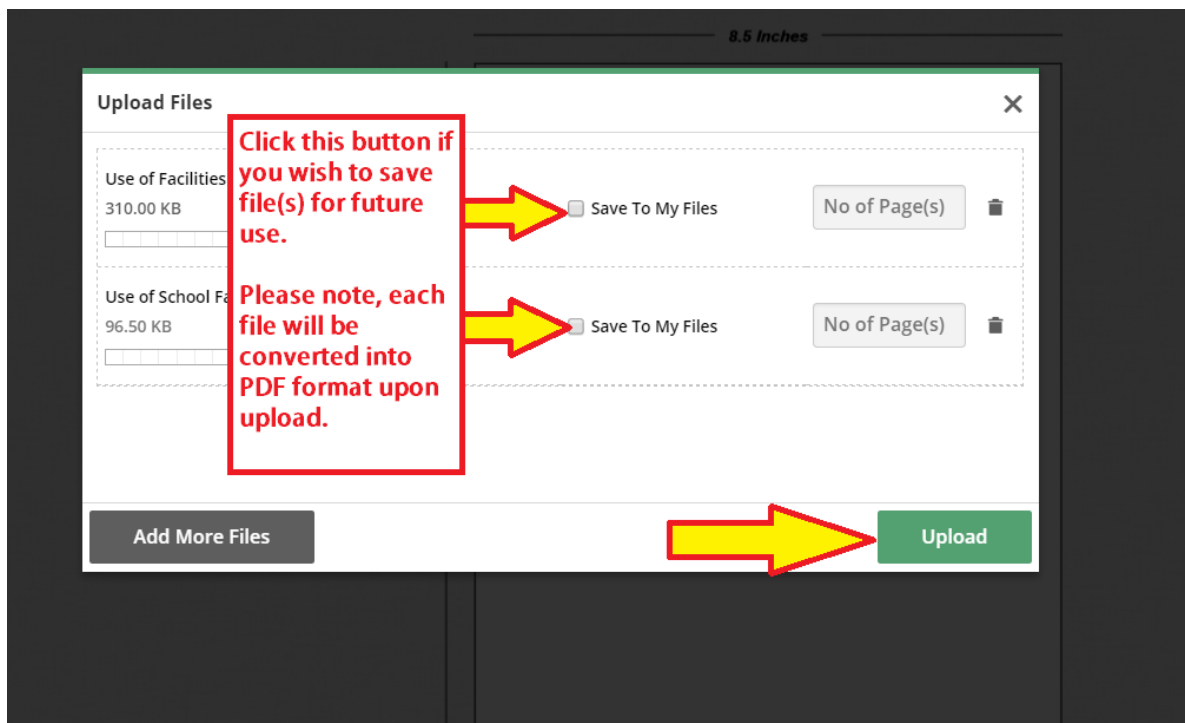 8.5 Inches
Upload Files
Click this button if
you wish to save
file(s) for future
use.
Please note, each
file will be
converted into
PDF format upon
upload.
Use of Facilities
310.00 KB
Save To My Files
No of Page(s)
Use of School
96.50 KB
Save To My Files
No of Page(s)
Add More Files
Upload